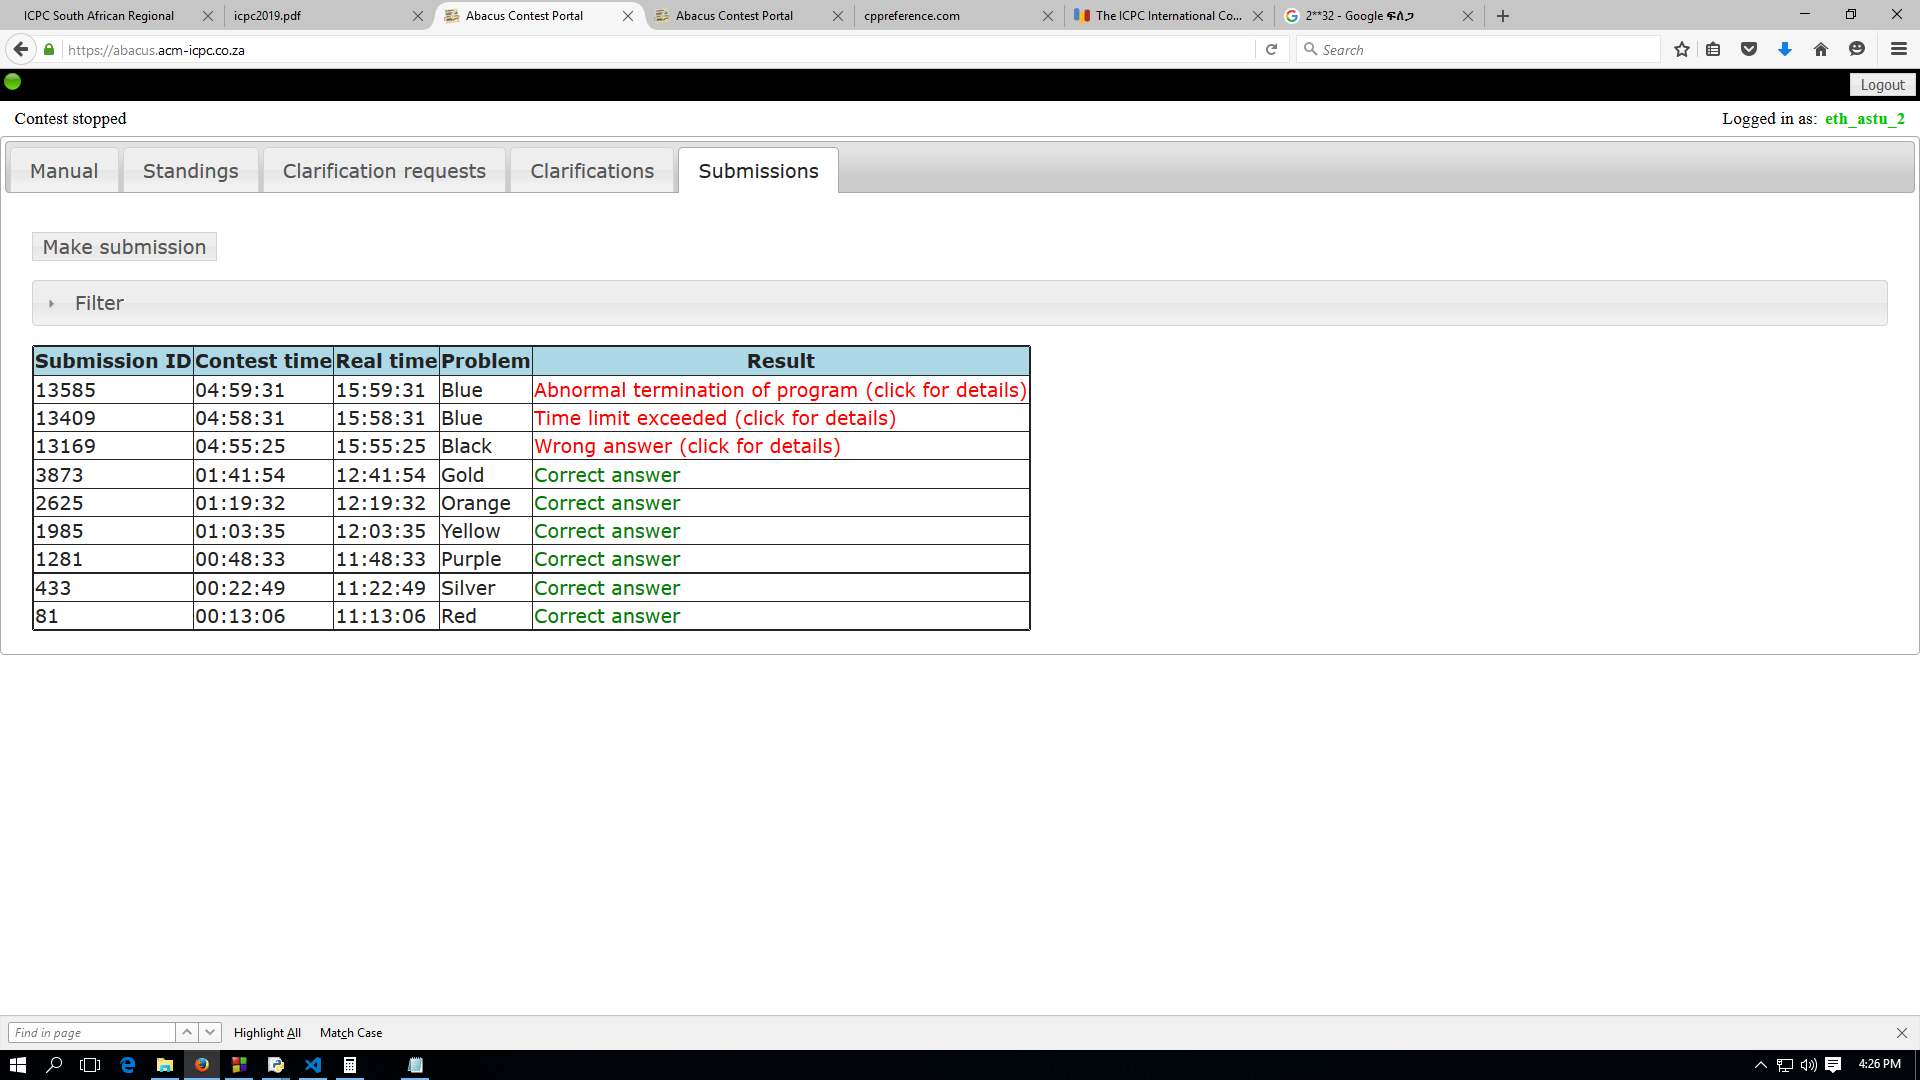 ICPC South African Regional
icpc2019.pdf
Abacus Contest Portal
Abacus Contest Portal
cppreference.com
The ICPC International Co...
2**32 - Google ፍለጋ
https://abacus.acm-icpc.co.za
Search
Logout
Contest stopped
Logged in as: eth_astu_2
Manual
Standings
Clarification requests
Clarifications
Submissions
Make submission
Filter
Submission ID Contest time Real time Problem Result
13585 04:59:31 15:59:31 Blue Abnormal termination of program (click for details)
13409 04:58:31 15:58:31 Blue Time limit exceeded (click for details)
13169 04:55:25 15:55:25 Black Wrong answer (click for details)
3873 01:41:54 12:41:54 Gold Correct answer
2625 01:19:32 12:19:32 Orange Correct answer
1985 01:03:35 12:03:35 Yellow Correct answer
1281 00:48:33 11:48:33 Purple Correct answer
433 00:22:49 11:22:49 Silver Correct answer
81 00:13:06 11:13:06 Red Correct answer
Find in page
Highlight All
Match Case
4:26 PM